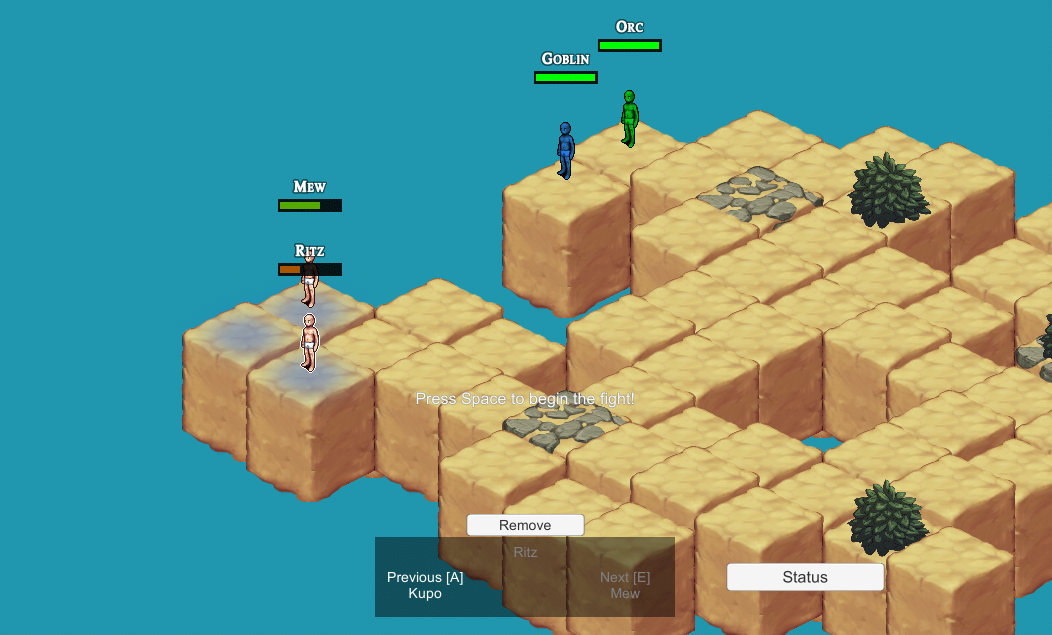 Orc
Goblin
Mew
Ritz
Press Space to begin the fight!
Remove
Ritz
Previous [A]
Kupo
Next [E]
Mew
Status